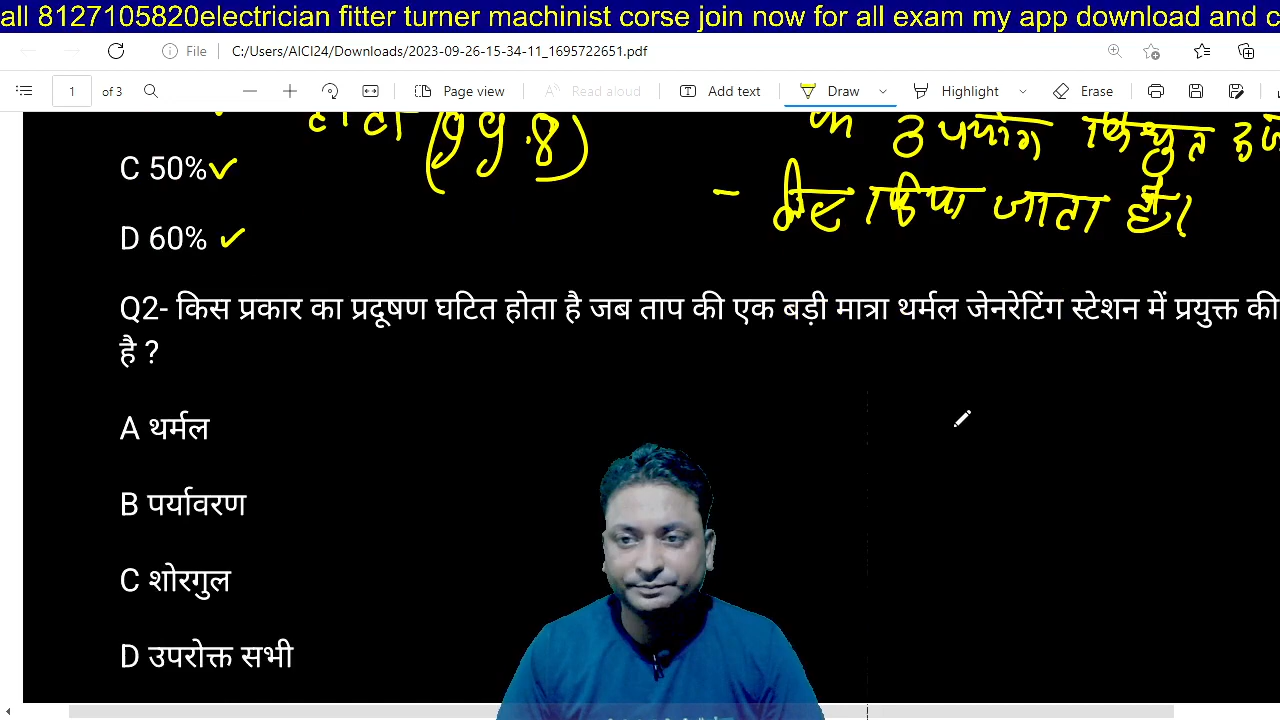 all 8127105820electrician fitter turner machinist corse join now for all exam my app download and c
File
C:/Users/AICI24/Downloads/2023-09-26-15-34-11_1695722651.pdf
1 of 3
Page view
Read aloud
Add text
Draw
Highlight
Erase
C 50%
उपयोग विधुत
जाता है।
D 60%
Q2- किस प्रकार का प्रदूषण घटित होता है जब ताप की एक बड़ी मात्रा थर्मल जेनरेटिंग स्टेशन में प्रयुक्त की
है ?
A थर्मल
B पर्यावरण
C शोरगुल
D उपरोक्त सभी